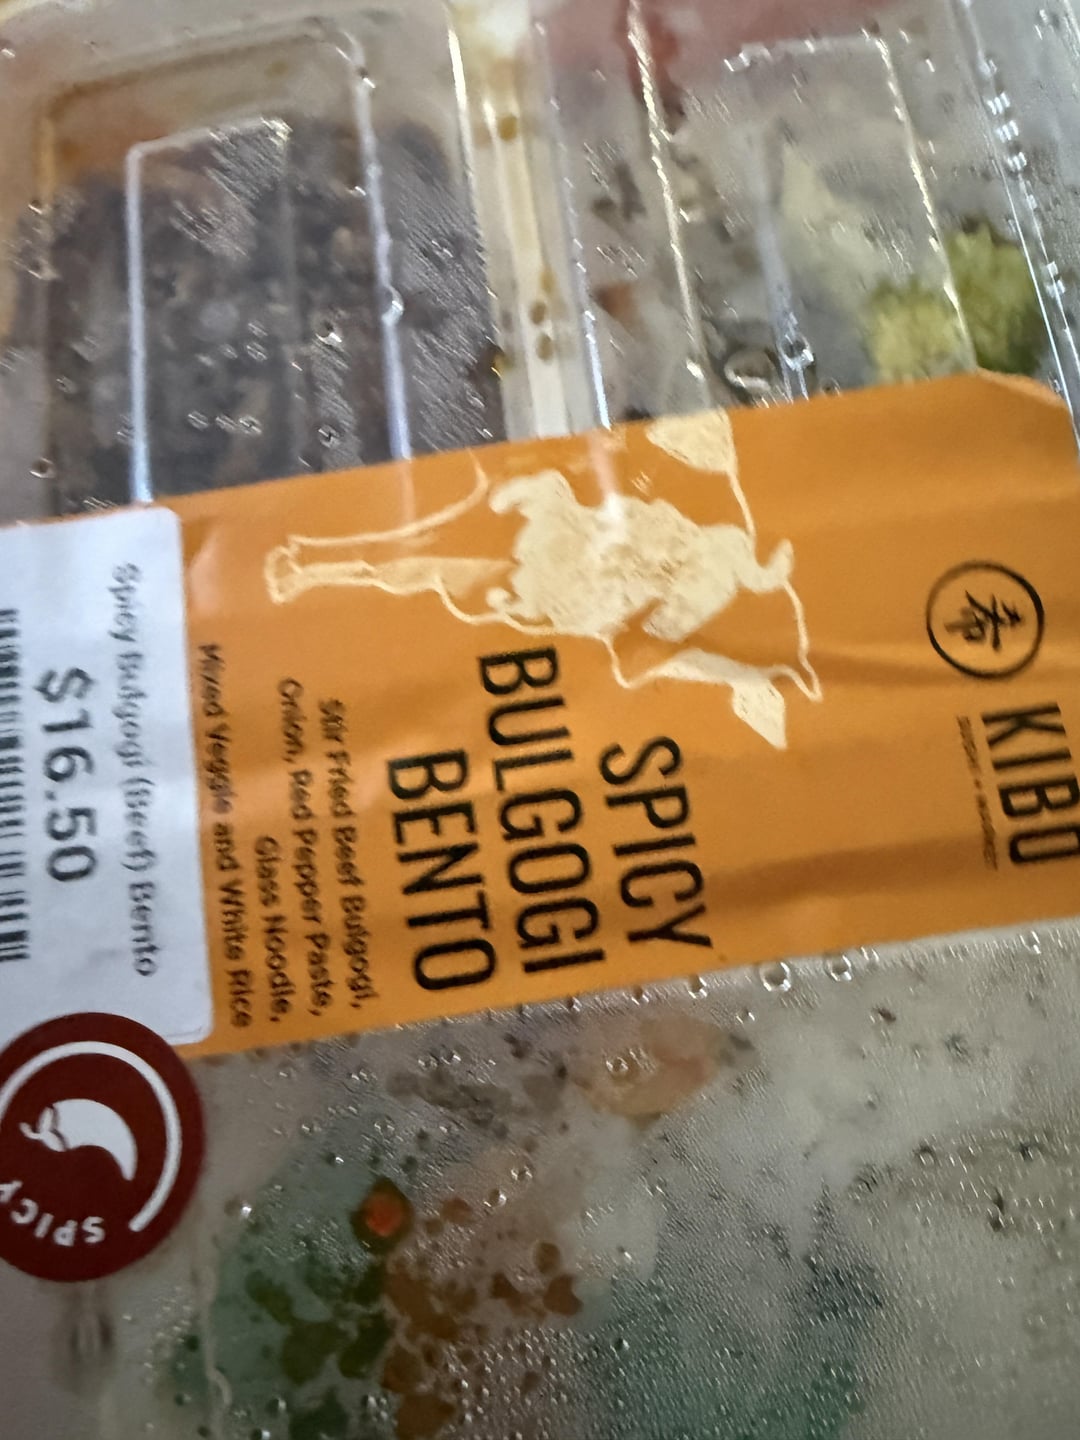 KIBO
SPICY
BULGOGI
BENTO
Stir Fried Beef Bulgogi,
Onion, Red Pepper Paste,
Glass Noodle,
Mixed Veggie and White Rice
Spicy Bulgogi (Beef) Bento
$16.50
SPICY